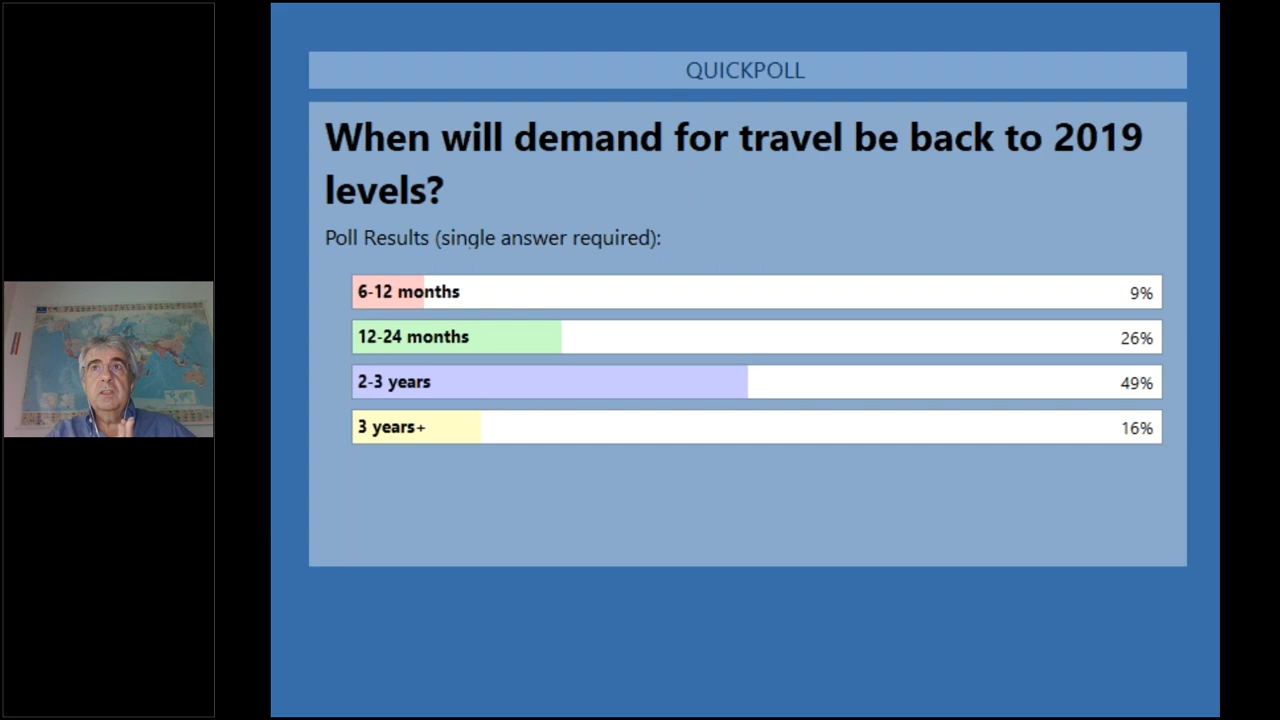 QUICKPOLL
When will demand for travel be back to 2019
levels?
Poll Results (single answer required):
6-12 months 9%
12-24 months 26%
2-3 years 49%
3 years+ 16%